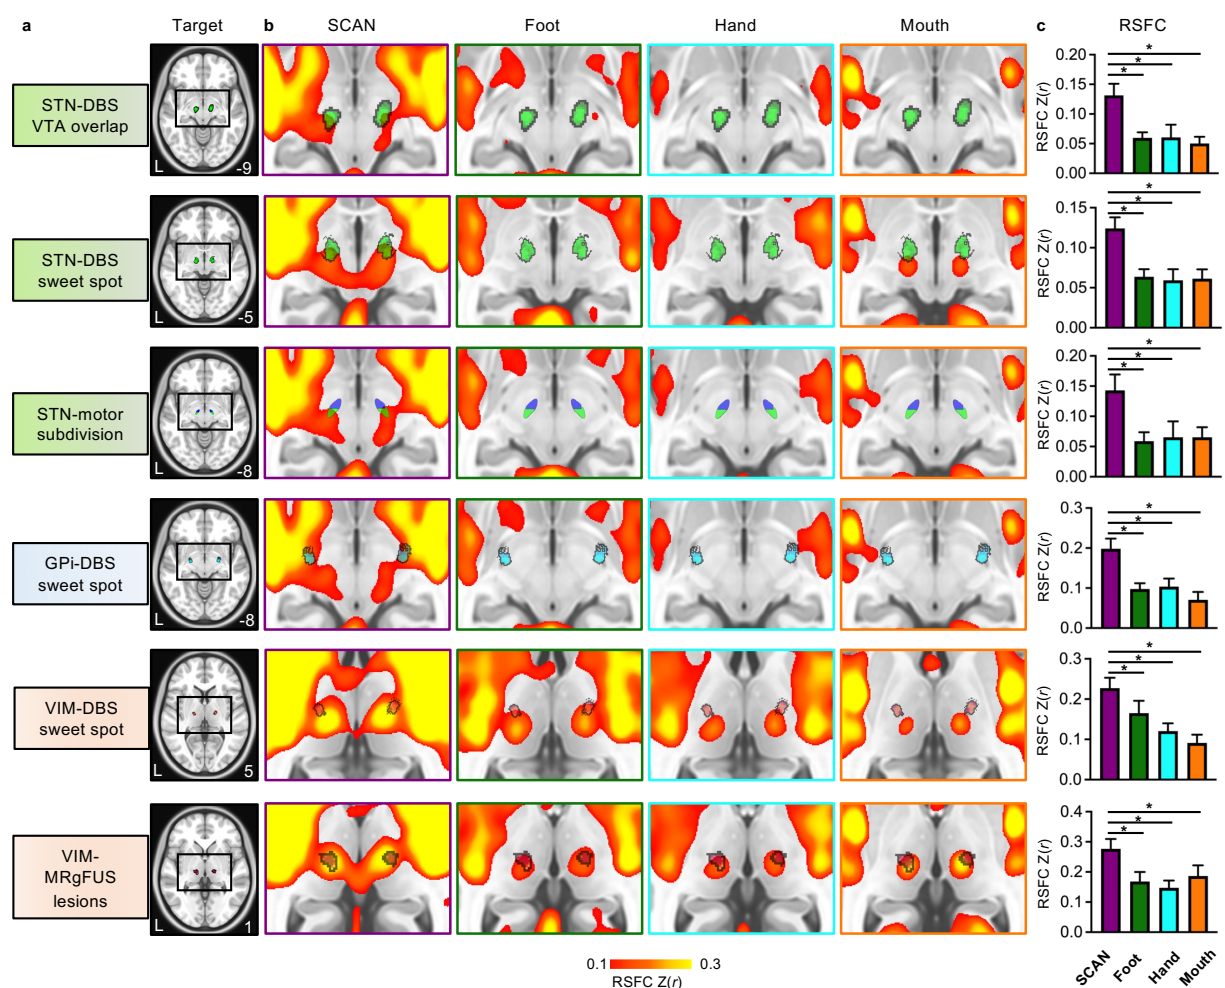 a Target b SCAN Foot Hand Mouth c RSFC
STN-DBS
VTA overlap
L -9
RSFC Z(r)
0.20
0.15
0.10
0.05
0.00
*
*
*
STN-DBS
sweet spot
L -5
RSFC Z(r)
0.15
0.10
0.05
0.00
*
*
*
STN-motor
subdivision
L -8
RSFC Z(r)
0.20
0.15
0.10
0.05
0.00
*
*
*
GPi-DBS
sweet spot
L -8
RSFC Z(r)
0.3
0.2
0.1
0.0
*
*
*
VIM-DBS
sweet spot
L 5
RSFC Z(r)
0.3
0.2
0.1
0.0
*
*
*
VIM-
MRgFUS
lesions
L 1
RSFC Z(r)
0.4
0.3
0.2
0.1
0.0
*
*
*
SCAN Foot Hand Mouth
0.1 0.3
RSFC Z(r)